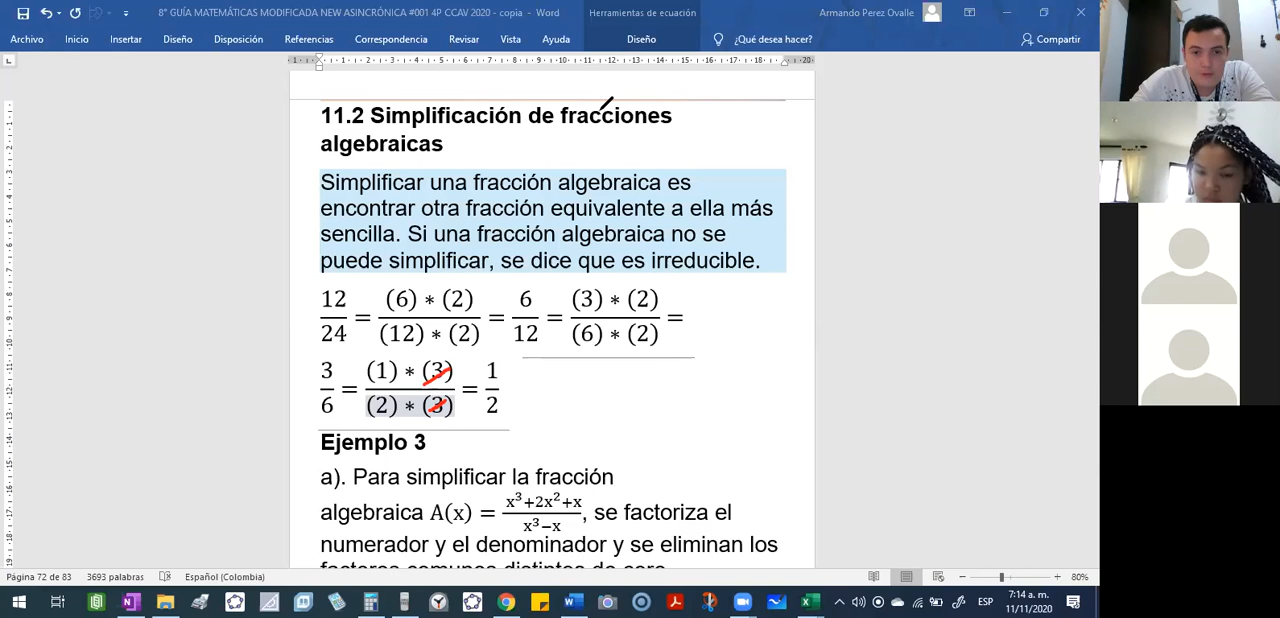 8° GUÍA MATEMÁTICAS MODIFICADA NEW ASINCRÓNICA #001 4P CCAV 2020 - copia - Word
Herramientas de ecuación
Armando Perez Ovalle
Archivo Inicio Insertar Diseño Disposición Referencias Correspondencia Revisar Vista Ayuda Diseño ¿Qué desea hacer? Compartir
11.2 Simplificación de fracciones
algebraicas
Simplificar una fracción algebraica es
encontrar otra fracción equivalente a ella más
sencilla. Si una fracción algebraica no se
puede simplificar, se dice que es irreducible.
12/24 = (6) ∗ (2)/(12) ∗ (2) = 6/12 = (3) ∗ (2)/(6) ∗ (2) =
3/6 = (1) ∗ (3)/(2) ∗ (3) = 1/2
Ejemplo 3
a). Para simplificar la fracción
algebraica A(x) = x³+2x²+x/x³−x, se factoriza el
numerador y el denominador y se eliminan los
factores comunes distintos de cero
Página 72 de 83 3693 palabras Español (Colombia) 80%
ESP 7:14 a. m.
11/11/2020